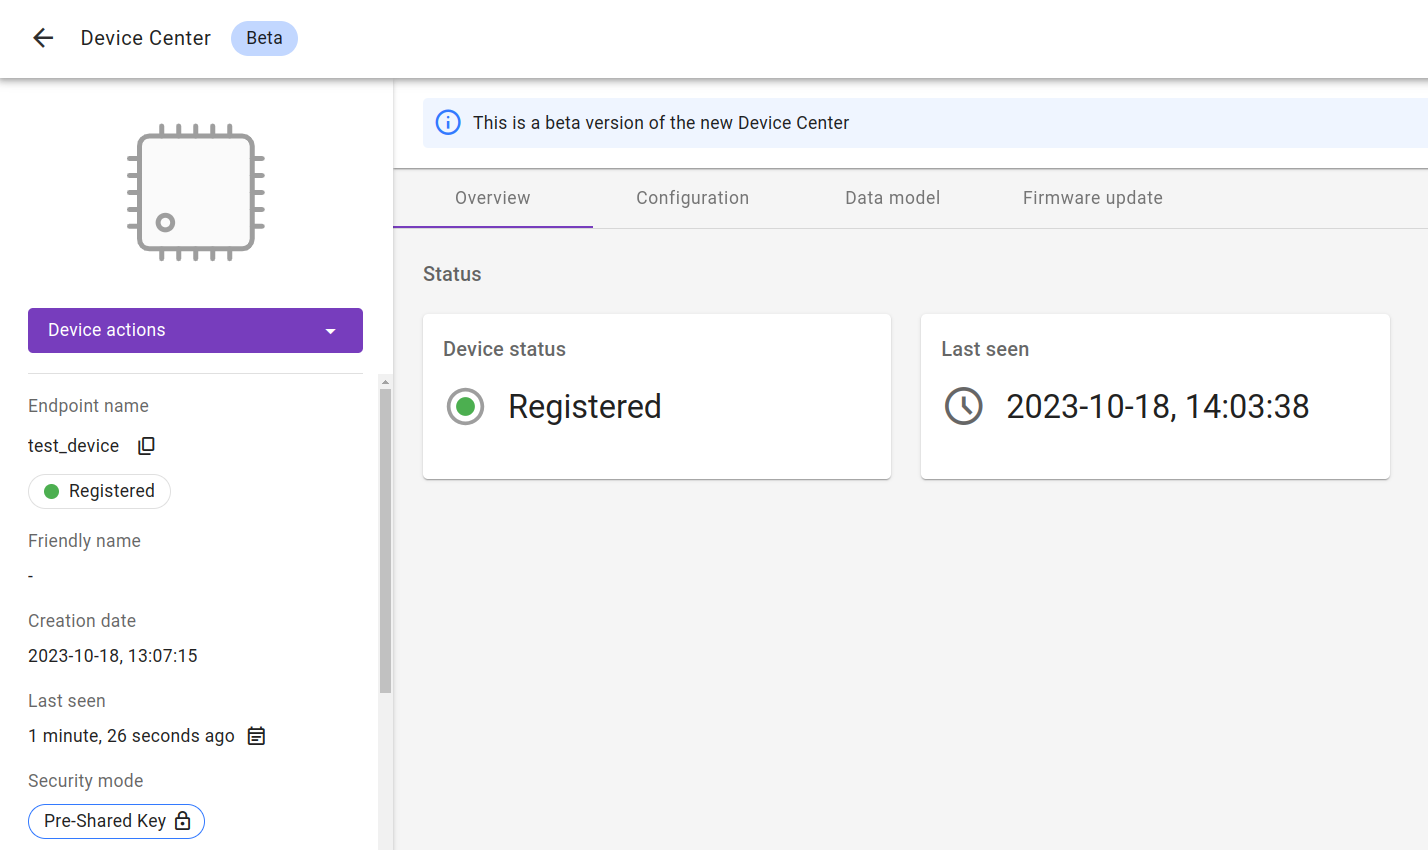 Device Center Beta
This is a beta version of the new Device Center
Device actions
Endpoint name
test_device
Registered
Friendly name
-
Creation date
2023-10-18, 13:07:15
Last seen
1 minute, 26 seconds ago
Security mode
Pre-Shared Key
Overview Configuration Data model Firmware update
Status
Device status
Registered
Last seen
2023-10-18, 14:03:38